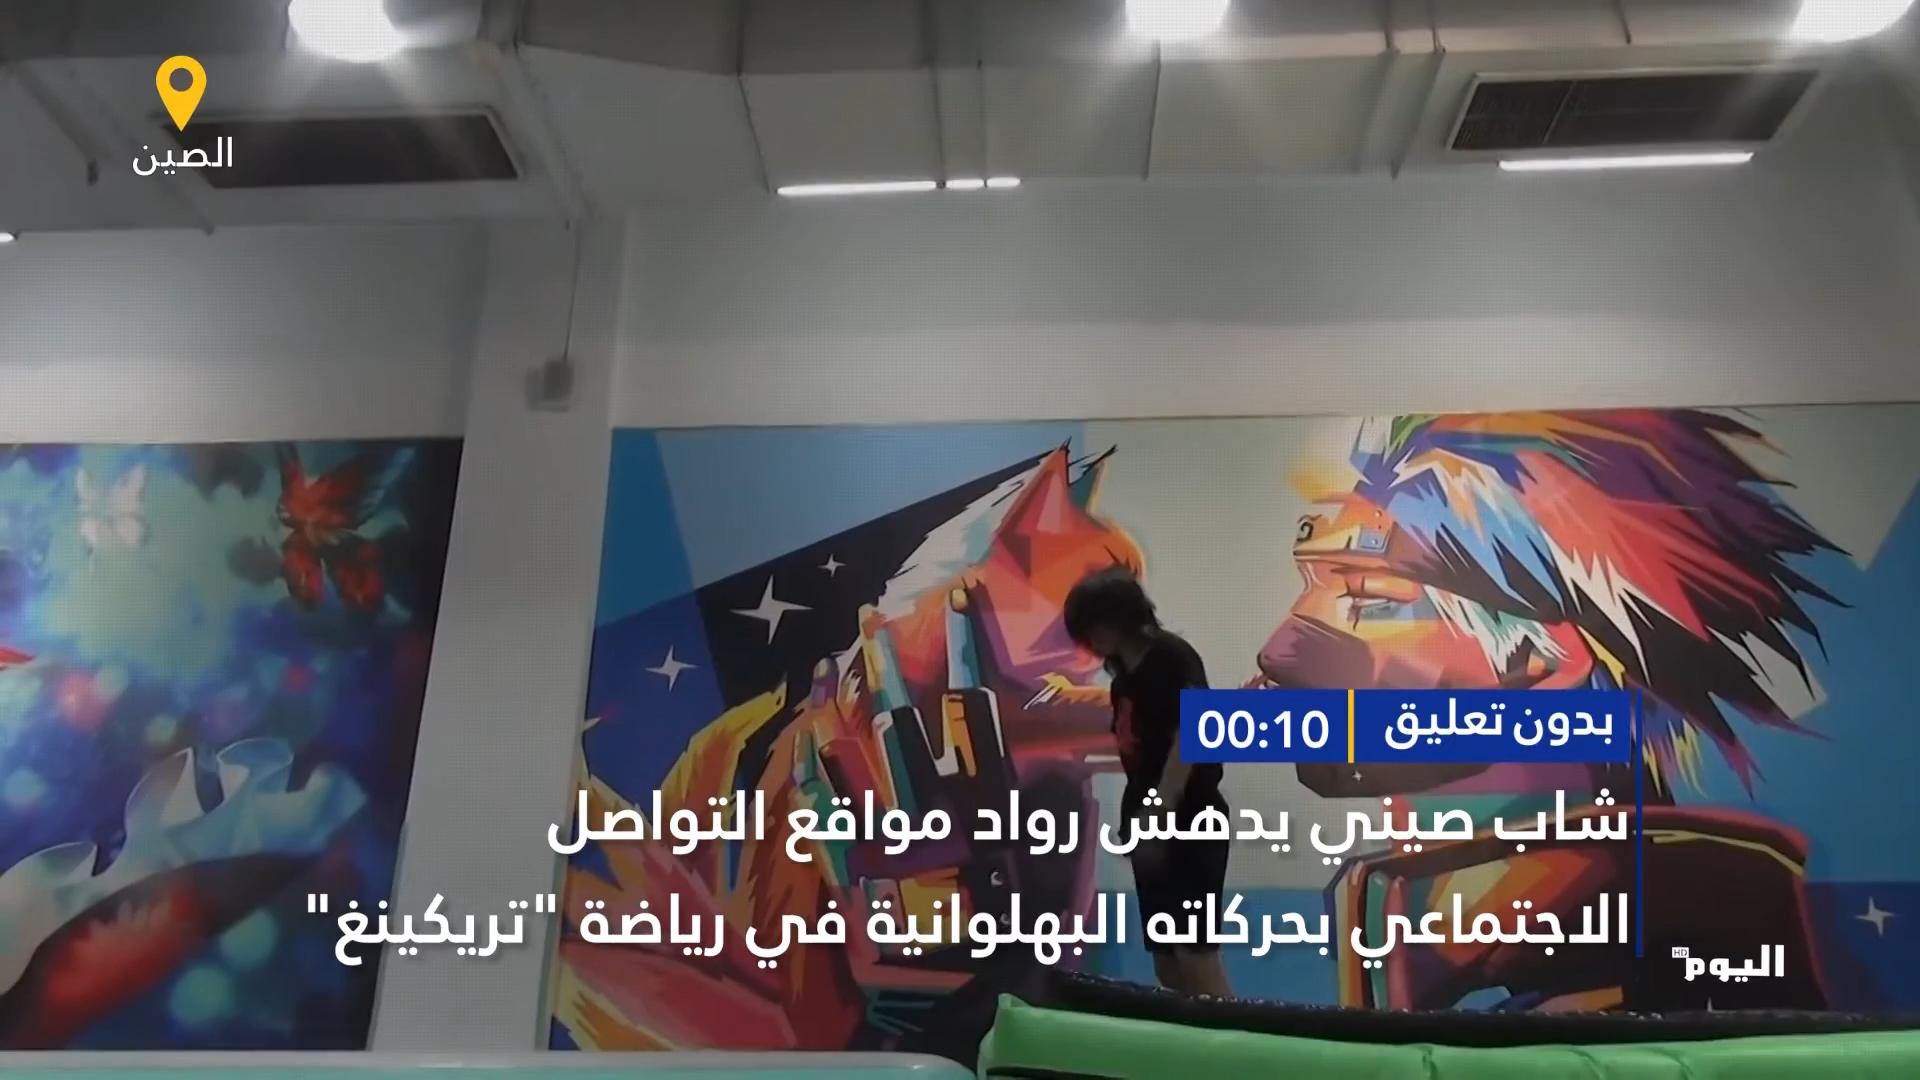 الصين
بدون تعليق
00:10
شاب صيني يدهش رواد مواقع التواصل
الاجتماعي بحركاته البهلوانية في رياضة "تريكينغ"
اليوم HD